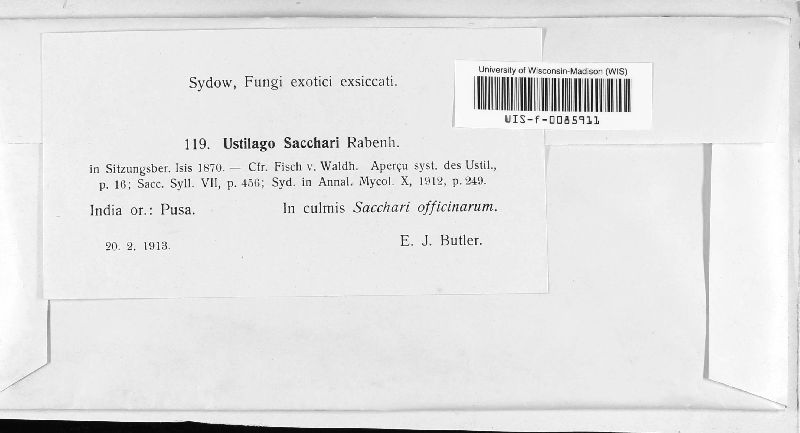 Sydow, Fungi exotici exsiccati.
University of Wisconsin-Madison (WIS)
WIS-f-0085911
119. Ustilago Sacchari Rabenh.
in Sitzungsber. Isis 1870. — Cfr. Fisch v. Waldh. Aperçu syst. des Ustil.,
p. 16; Sacc. Syll. VII, p. 456; Syd. in Annal. Mycol. X, 1912, p. 249.
India or.: Pusa. In culmis Sacchari officinarum.
20. 2. 1913. E. J. Butler.